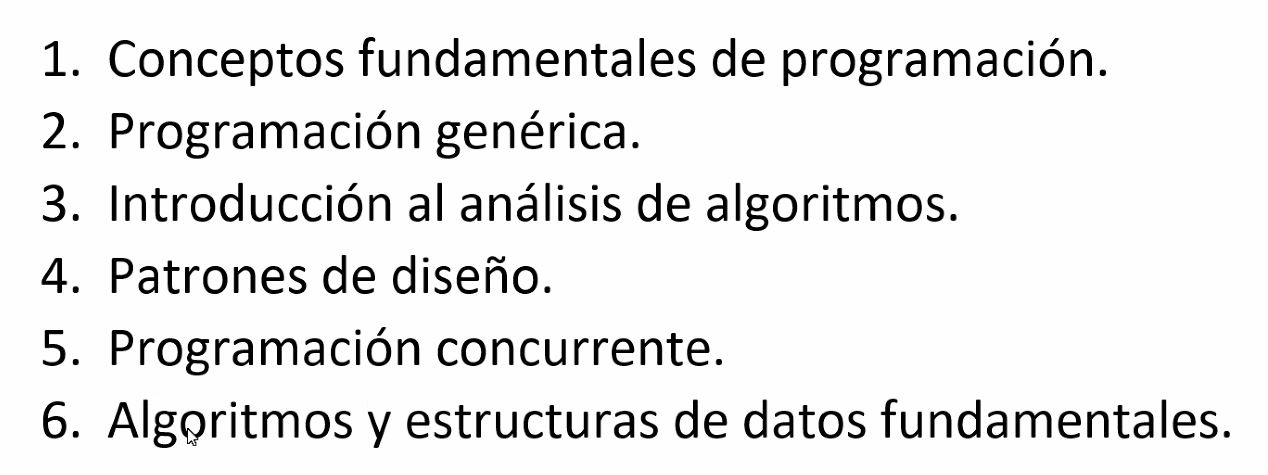 1. Conceptos fundamentales de programación.
2. Programación genérica.
3. Introducción al análisis de algoritmos.
4. Patrones de diseño.
5. Programación concurrente.
6. Algoritmos y estructuras de datos fundamentales.